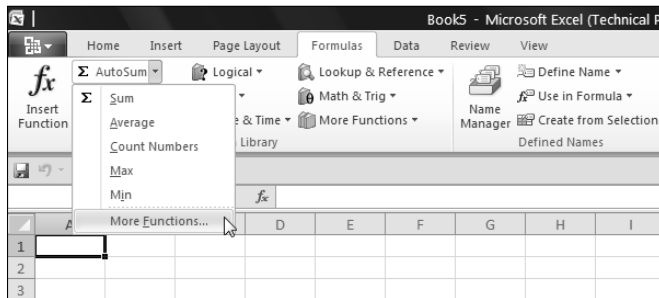 Book5 - Microsoft Excel (Technical P
Home Insert Page Layout Formulas Data Review View
fx Σ AutoSum Logical Lookup & Reference Define Name
Insert Function
Σ Sum
Math & Trig
Name Manager
fx Use in Formula
Average
e & Time More Functions
Create from Selection
Count Numbers
Library
Defined Names
Max
Min
fx
More Functions...
A D E F G H I
1
2
3